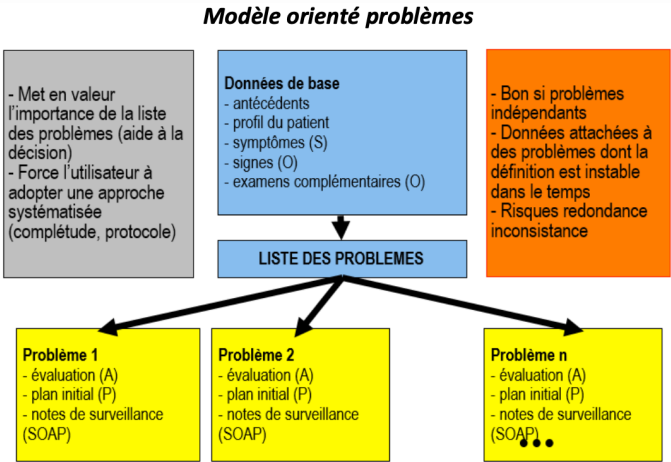 Modèle orienté problèmes
- Met en valeur
l'importance de la liste
des problèmes (aide à la
décision)
- Force l'utilisateur à
adopter une approche
systématisée
(complétude, protocole)
Données de base
- antécédents
- profil du patient
- symptômes (S)
- signes (O)
- examens complémentaires (O)
- Bon si problèmes
indépendants
- Données attachées à
des problèmes dont la
définition est instable
dans le temps
- Risques redondance
inconsistance
LISTE DES PROBLEMES
Problème 1
- évaluation (A)
- plan initial (P)
- notes de surveillance
(SOAP)
Problème 2
- évaluation (A)
- plan initial (P)
- notes de surveillance
(SOAP)
Problème n
- évaluation (A)
- plan initial (P)
- notes de surveillance
(SOAP)
...